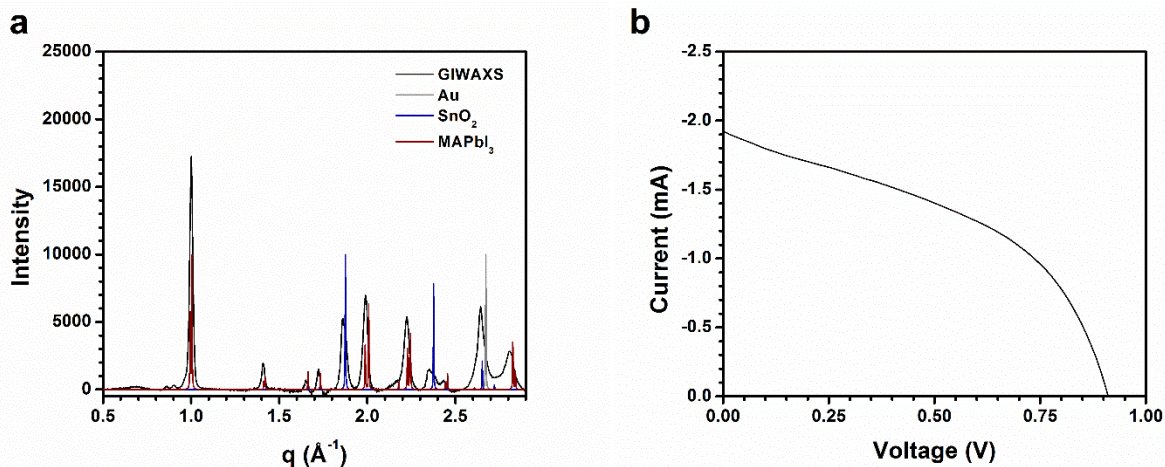 a
25000
20000
15000
10000
5000
0
Intensity
GIWAXS
Au
SnO₂
MAPbI₃
0.5 1.0 1.5 2.0 2.5
q (Å⁻¹)
b
-2.5
-2.0
-1.5
-1.0
-0.5
0.0
Current (mA)
0.00 0.25 0.50 0.75 1.00
Voltage (V)